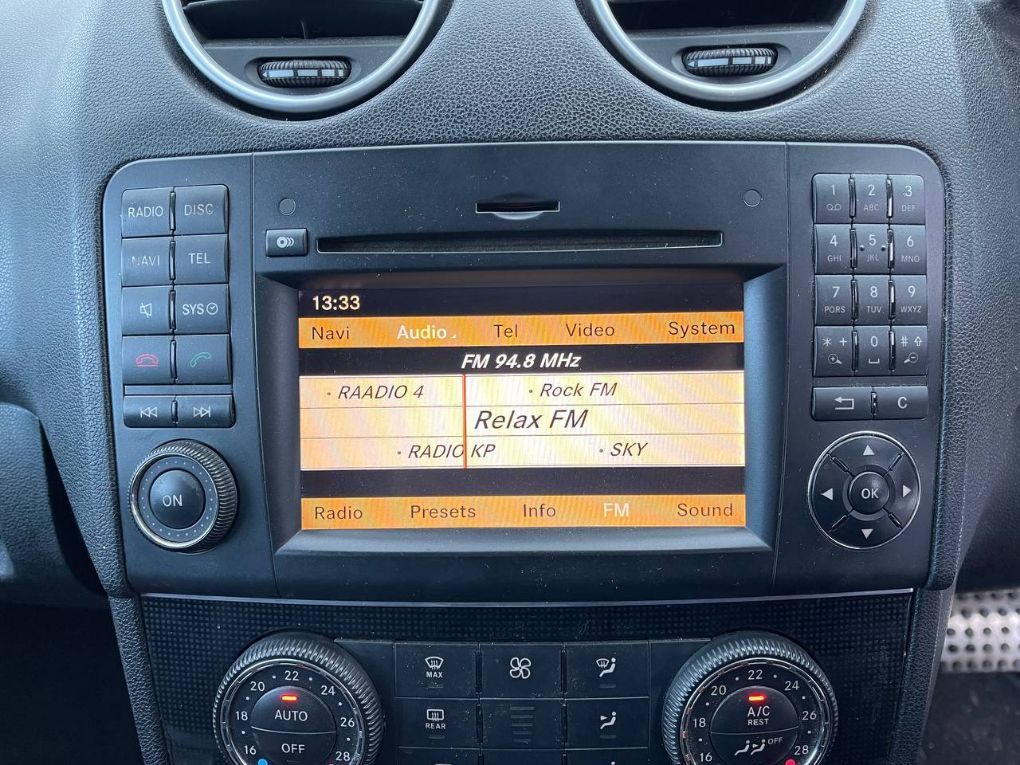 RADIO DISC
NAVI TEL
SYS
ON
13:33
Navi Audio Tel Video System
FM 94.8 MHz
• RAADIO 4 • Rock FM
Relax FM
• RADIO KP • SKY
Radio Presets Info FM Sound
1 2 3
ABC DEF
4 5 6
GHI JKL MNO
7 8 9
PQRS TUV WXYZ
* + 0 # ⇧
C
OK
16 18 20 22 24 26 28
AUTO
OFF
MAX
REAR
16 18 20 22 24 26 28
A/C
REST
OFF